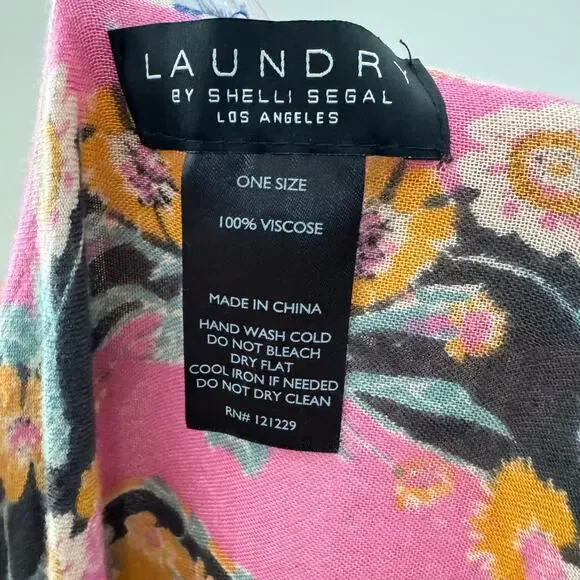 LAUNDRY
BY SHELLI SEGAL
LOS ANGELES
ONE SIZE
100% VISCOSE
MADE IN CHINA
HAND WASH COLD
DO NOT BLEACH
DRY FLAT
COOL IRON IF NEEDED
DO NOT DRY CLEAN
RN# 121229